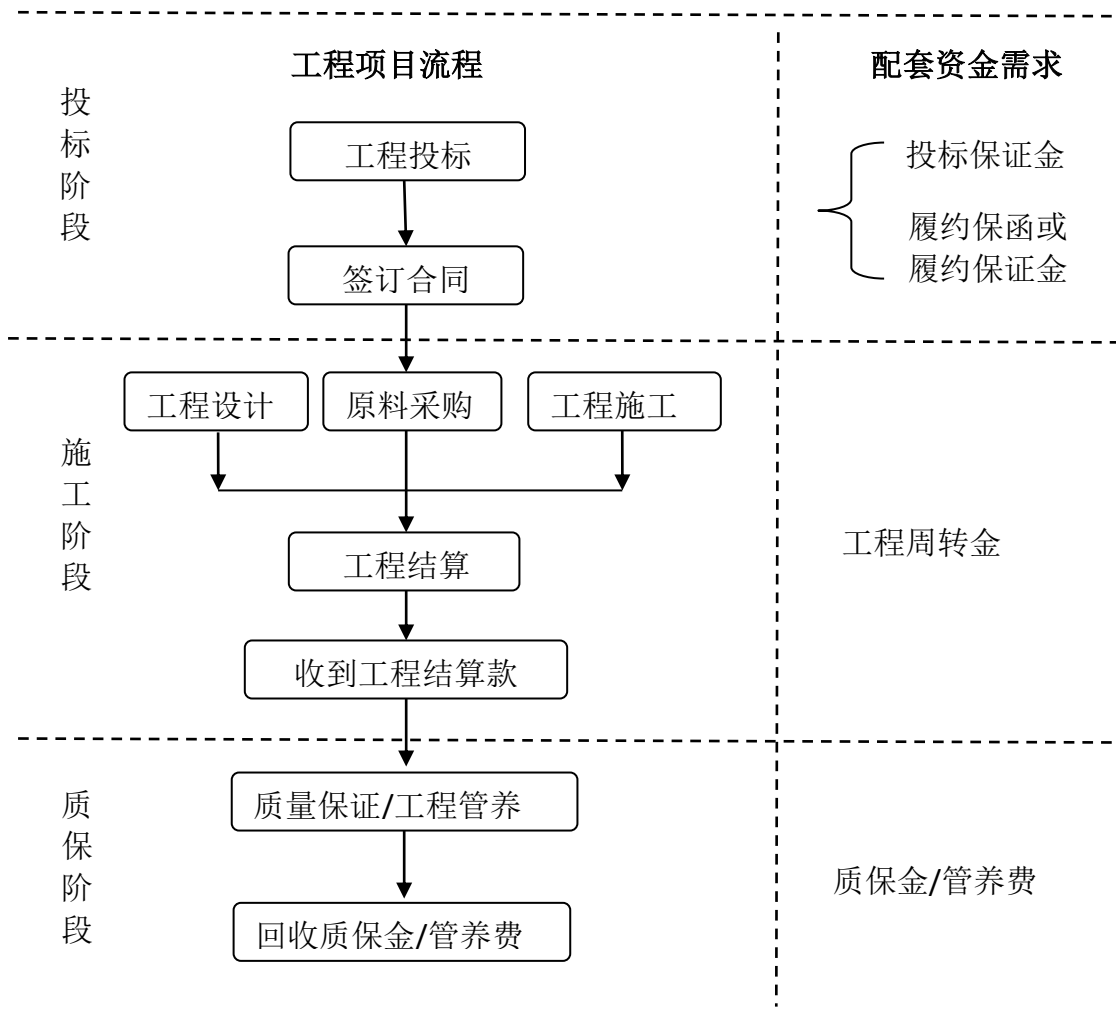 工程项目流程
配套资金需求
投标阶段
工程投标
投标保证金
履约保函或
履约保证金
签订合同
施工阶段
工程设计
原料采购
工程施工
工程周转金
工程结算
收到工程结算款
质保阶段
质量保证/工程管养
质保金/管养费
回收质保金/管养费